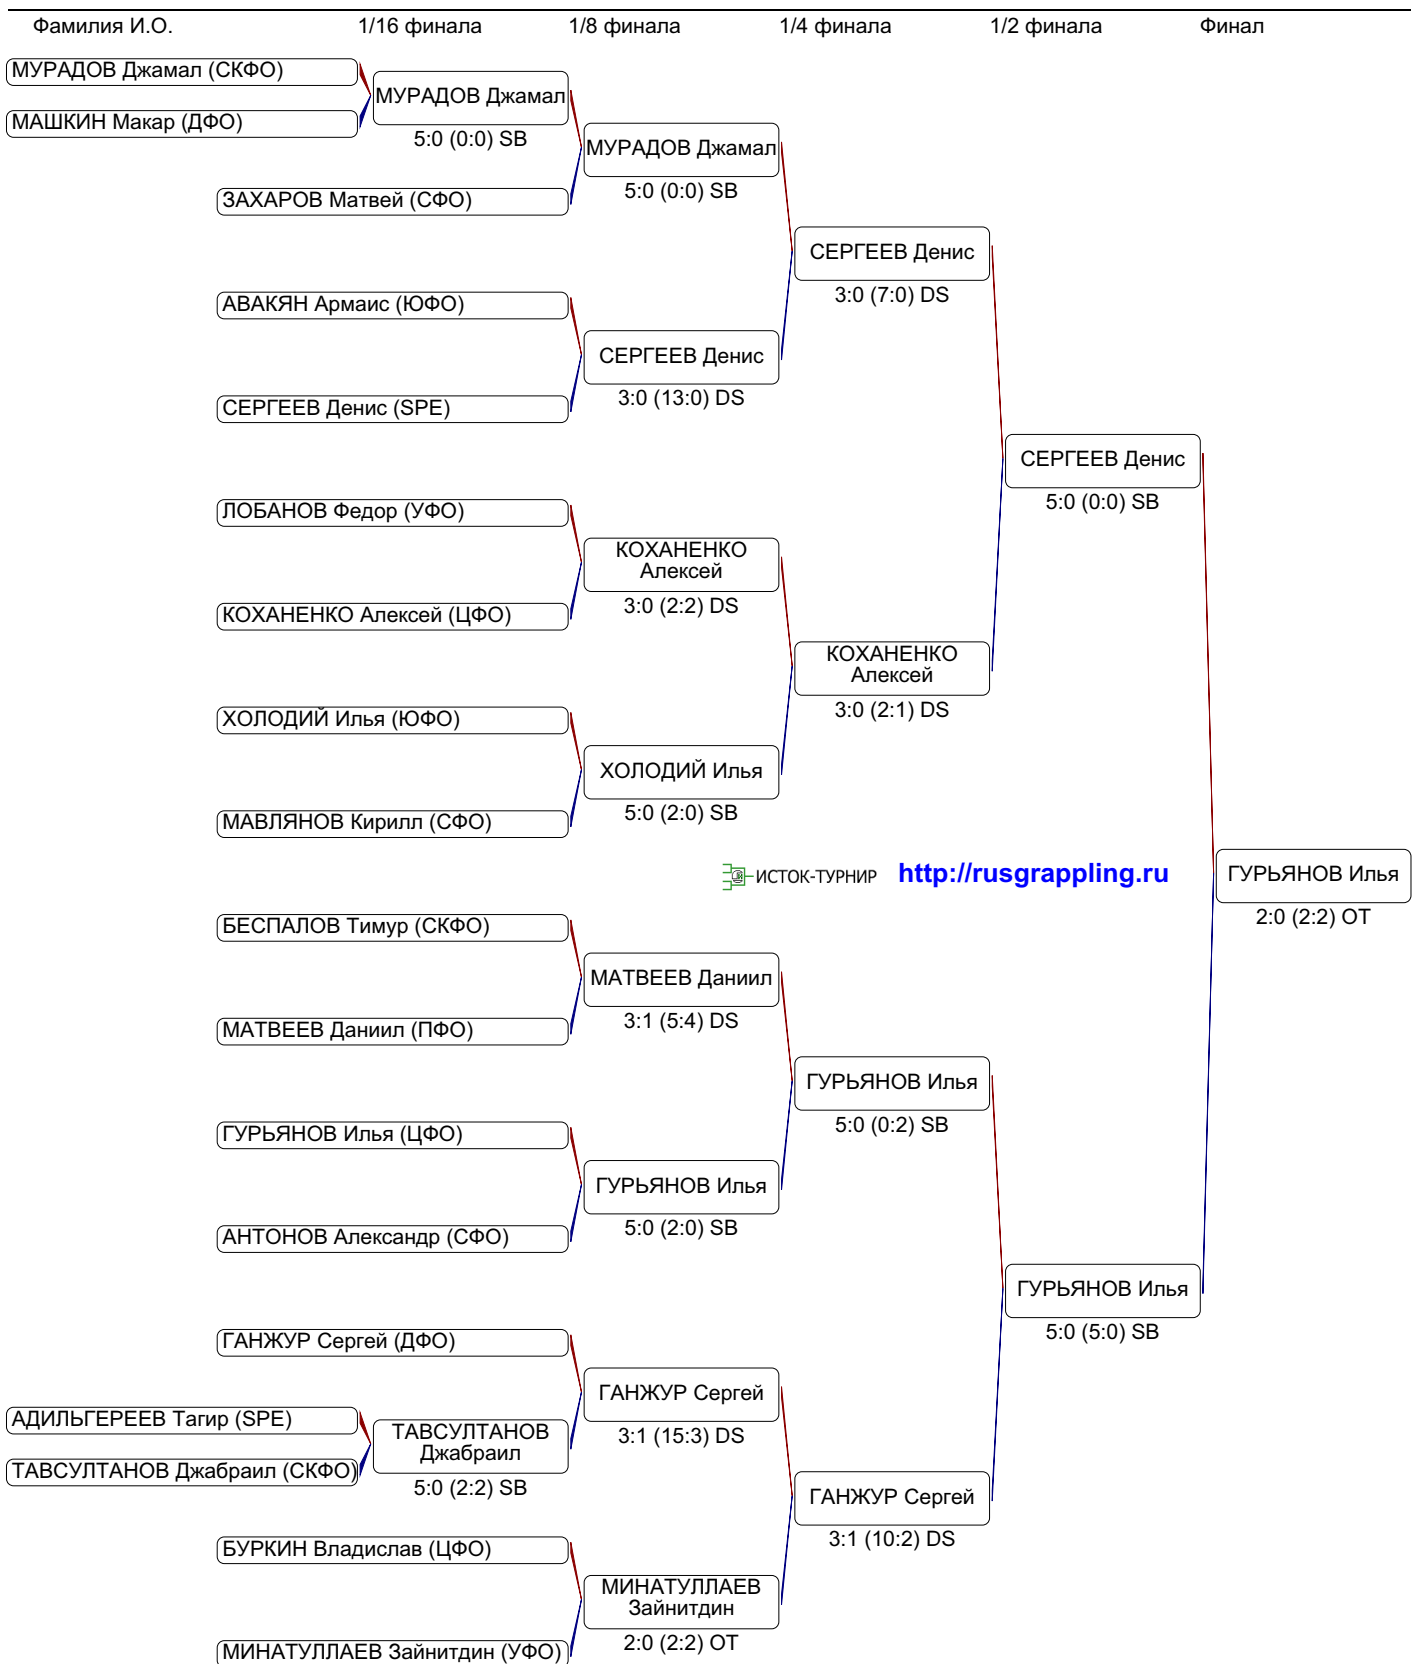 Фамилия И.О. 1/16 финала 1/8 финала 1/4 финала 1/2 финала Финал
МУРАДОВ Джамал (СКФО)
МУРАДОВ Джамал
МАШКИН Макар (ДФО)
5:0 (0:0) SB
МУРАДОВ Джамал
5:0 (0:0) SB
ЗАХАРОВ Матвей (СФО)
СЕРГЕЕВ Денис
3:0 (7:0) DS
АВАКЯН Армаис (ЮФО)
СЕРГЕЕВ Денис
3:0 (13:0) DS
СЕРГЕЕВ Денис (SPE)
СЕРГЕЕВ Денис
5:0 (0:0) SB
ЛОБАНОВ Федор (УФО)
КОХАНЕНКО
Алексей
3:0 (2:2) DS
КОХАНЕНКО Алексей (ЦФО)
КОХАНЕНКО
Алексей
3:0 (2:1) DS
ХОЛОДИЙ Илья (ЮФО)
ХОЛОДИЙ Илья
5:0 (2:0) SB
МАВЛЯНОВ Кирилл (СФО)
ИСТОК-ТУРНИР http://rusgrappling.ru
ГУРЬЯНОВ Илья
2:0 (2:2) OT
БЕСПАЛОВ Тимур (СКФО)
МАТВЕЕВ Даниил
3:1 (5:4) DS
МАТВЕЕВ Даниил (ПФО)
ГУРЬЯНОВ Илья
5:0 (0:2) SB
ГУРЬЯНОВ Илья (ЦФО)
ГУРЬЯНОВ Илья
5:0 (2:0) SB
АНТОНОВ Александр (СФО)
ГУРЬЯНОВ Илья
5:0 (5:0) SB
ГАНЖУР Сергей (ДФО)
ГАНЖУР Сергей
3:1 (15:3) DS
АДИЛЬГЕРЕЕВ Тагир (SPE)
ТАВСУЛТАНОВ
Джабраил
ТАВСУЛТАНОВ Джабраил (СКФО)
5:0 (2:2) SB
ГАНЖУР Сергей
3:1 (10:2) DS
БУРКИН Владислав (ЦФО)
МИНАТУЛЛАЕВ
Зайнитдин
2:0 (2:2) OT
МИНАТУЛЛАЕВ Зайнитдин (УФО)